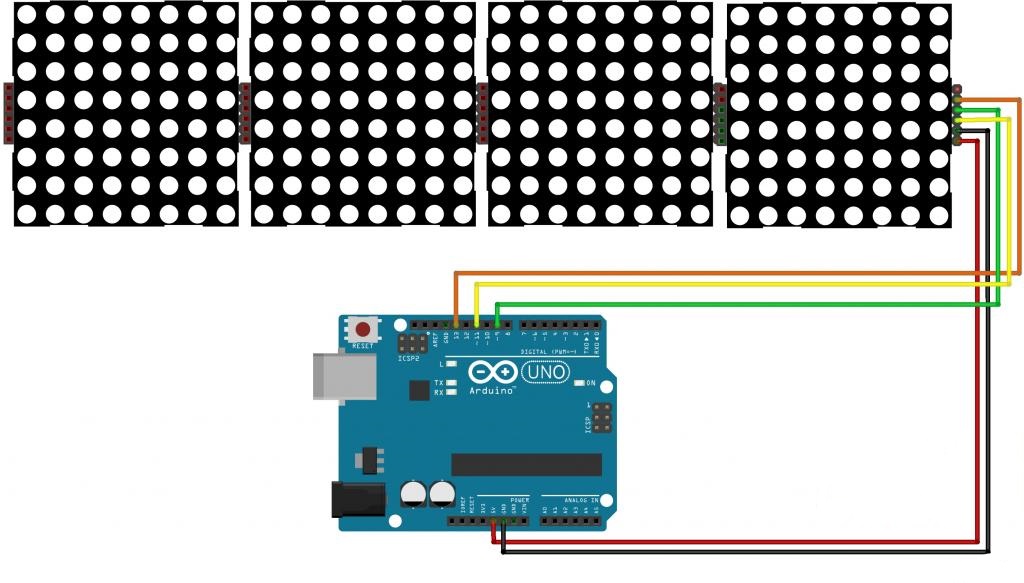 RESET
AREF
GND
13
12
~11
~10
~9
8
7
~6
~5
4
~3
2
TX0▶1
RX0◀0
DIGITAL (PWM=~)
ICSP2
L
TX
RX
Arduino™
UNO
ON
1
ICSP
POWER
ANALOG IN
IOREF
RESET
3V3
5V
GND
GND
VIN
A0
A1
A2
A3
A4
A5